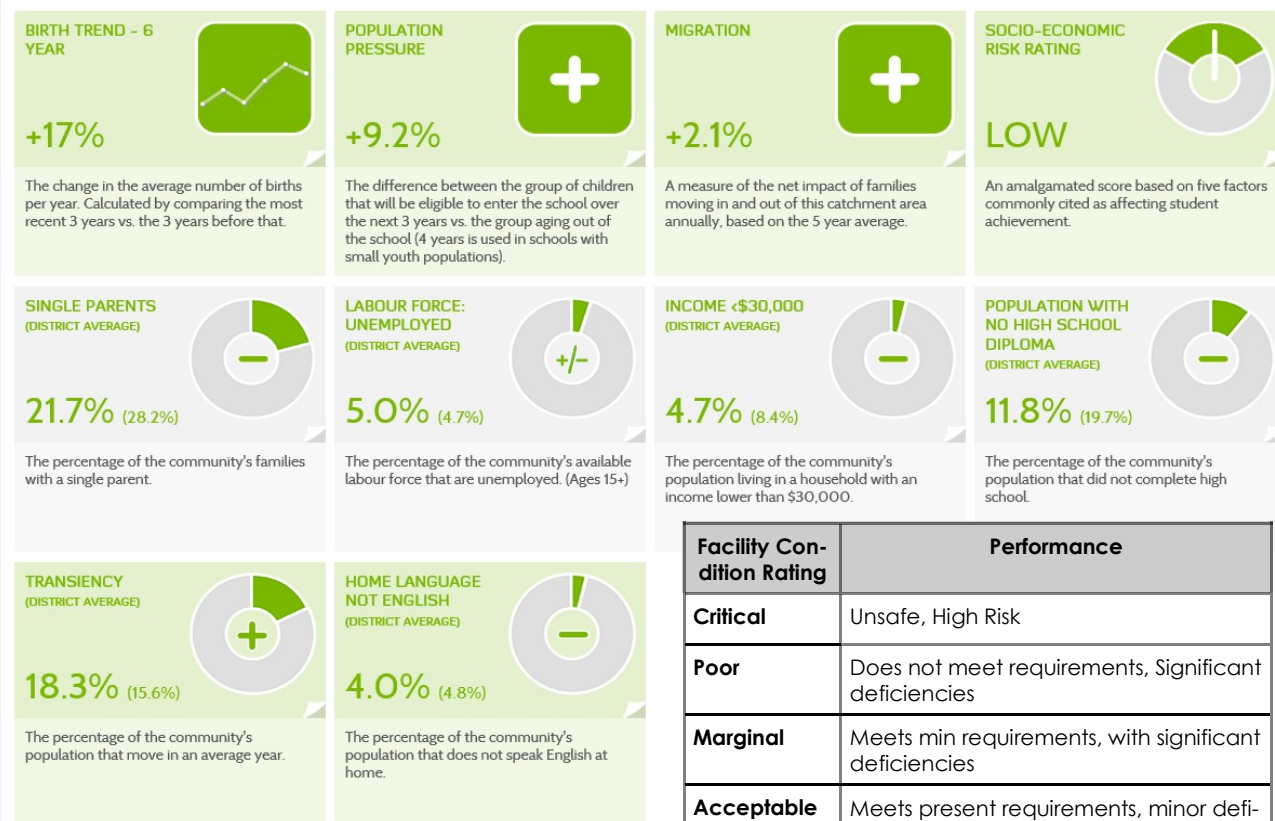 BIRTH TREND – 6
YEAR
+17%
The change in the average number of births
per year. Calculated by comparing the most
recent 3 years vs. the 3 years before that.
POPULATION
PRESSURE
+
+9.2%
The difference between the group of children
that will be eligible to enter the school over
the next 3 years vs. the group aging out of
the school (4 years is used in schools with
small youth populations).
MIGRATION
+
+2.1%
A measure of the net impact of families
moving in and out of this catchment area
annually, based on the 5 year average.
SOCIO-ECONOMIC
RISK RATING
LOW
An amalgamated score based on five factors
commonly cited as affecting student
achievement.
SINGLE PARENTS
(DISTRICT AVERAGE)
−
21.7% (28.2%)
The percentage of the community's families
with a single parent.
LABOUR FORCE:
UNEMPLOYED
(DISTRICT AVERAGE)
+/−
5.0% (4.7%)
The percentage of the community's available
labour force that are unemployed. (Ages 15+)
INCOME <$30,000
(DISTRICT AVERAGE)
−
4.7% (8.4%)
The percentage of the community's
population living in a household with an
income lower than $30,000.
POPULATION WITH
NO HIGH SCHOOL
DIPLOMA
(DISTRICT AVERAGE)
−
11.8% (19.7%)
The percentage of the community's
population that did not complete high
school.
TRANSIENCY
(DISTRICT AVERAGE)
+
18.3% (15.6%)
The percentage of the community's
population that move in an average year.
HOME LANGUAGE
NOT ENGLISH
(DISTRICT AVERAGE)
−
4.0% (4.8%)
The percentage of the community's
population that does not speak English at
home.
Facility Con-
dition Rating
Performance
Critical
Unsafe, High Risk
Poor
Does not meet requirements, Significant
deficiencies
Marginal
Meets min requirements, with significant
deficiencies
Acceptable
Meets present requirements, minor defi-